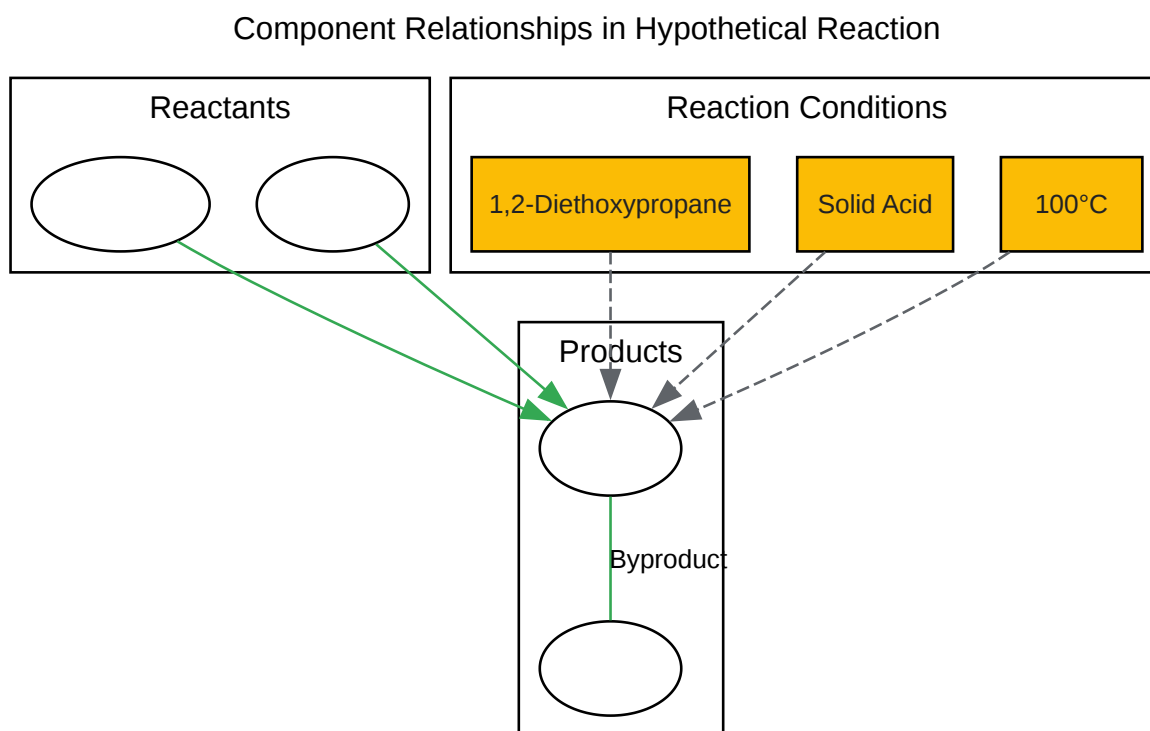 Component Relationships in Hypothetical Reaction
Reactants
Reaction Conditions
1,2-Diethoxypropane
Solid Acid
100°C
Products
Byproduct